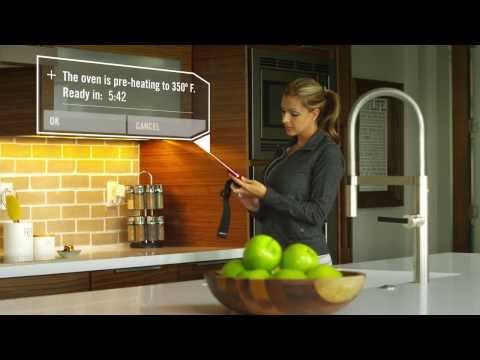 + The oven is pre-heating to 350° F.
Ready in: 5:42
OK
CANCEL